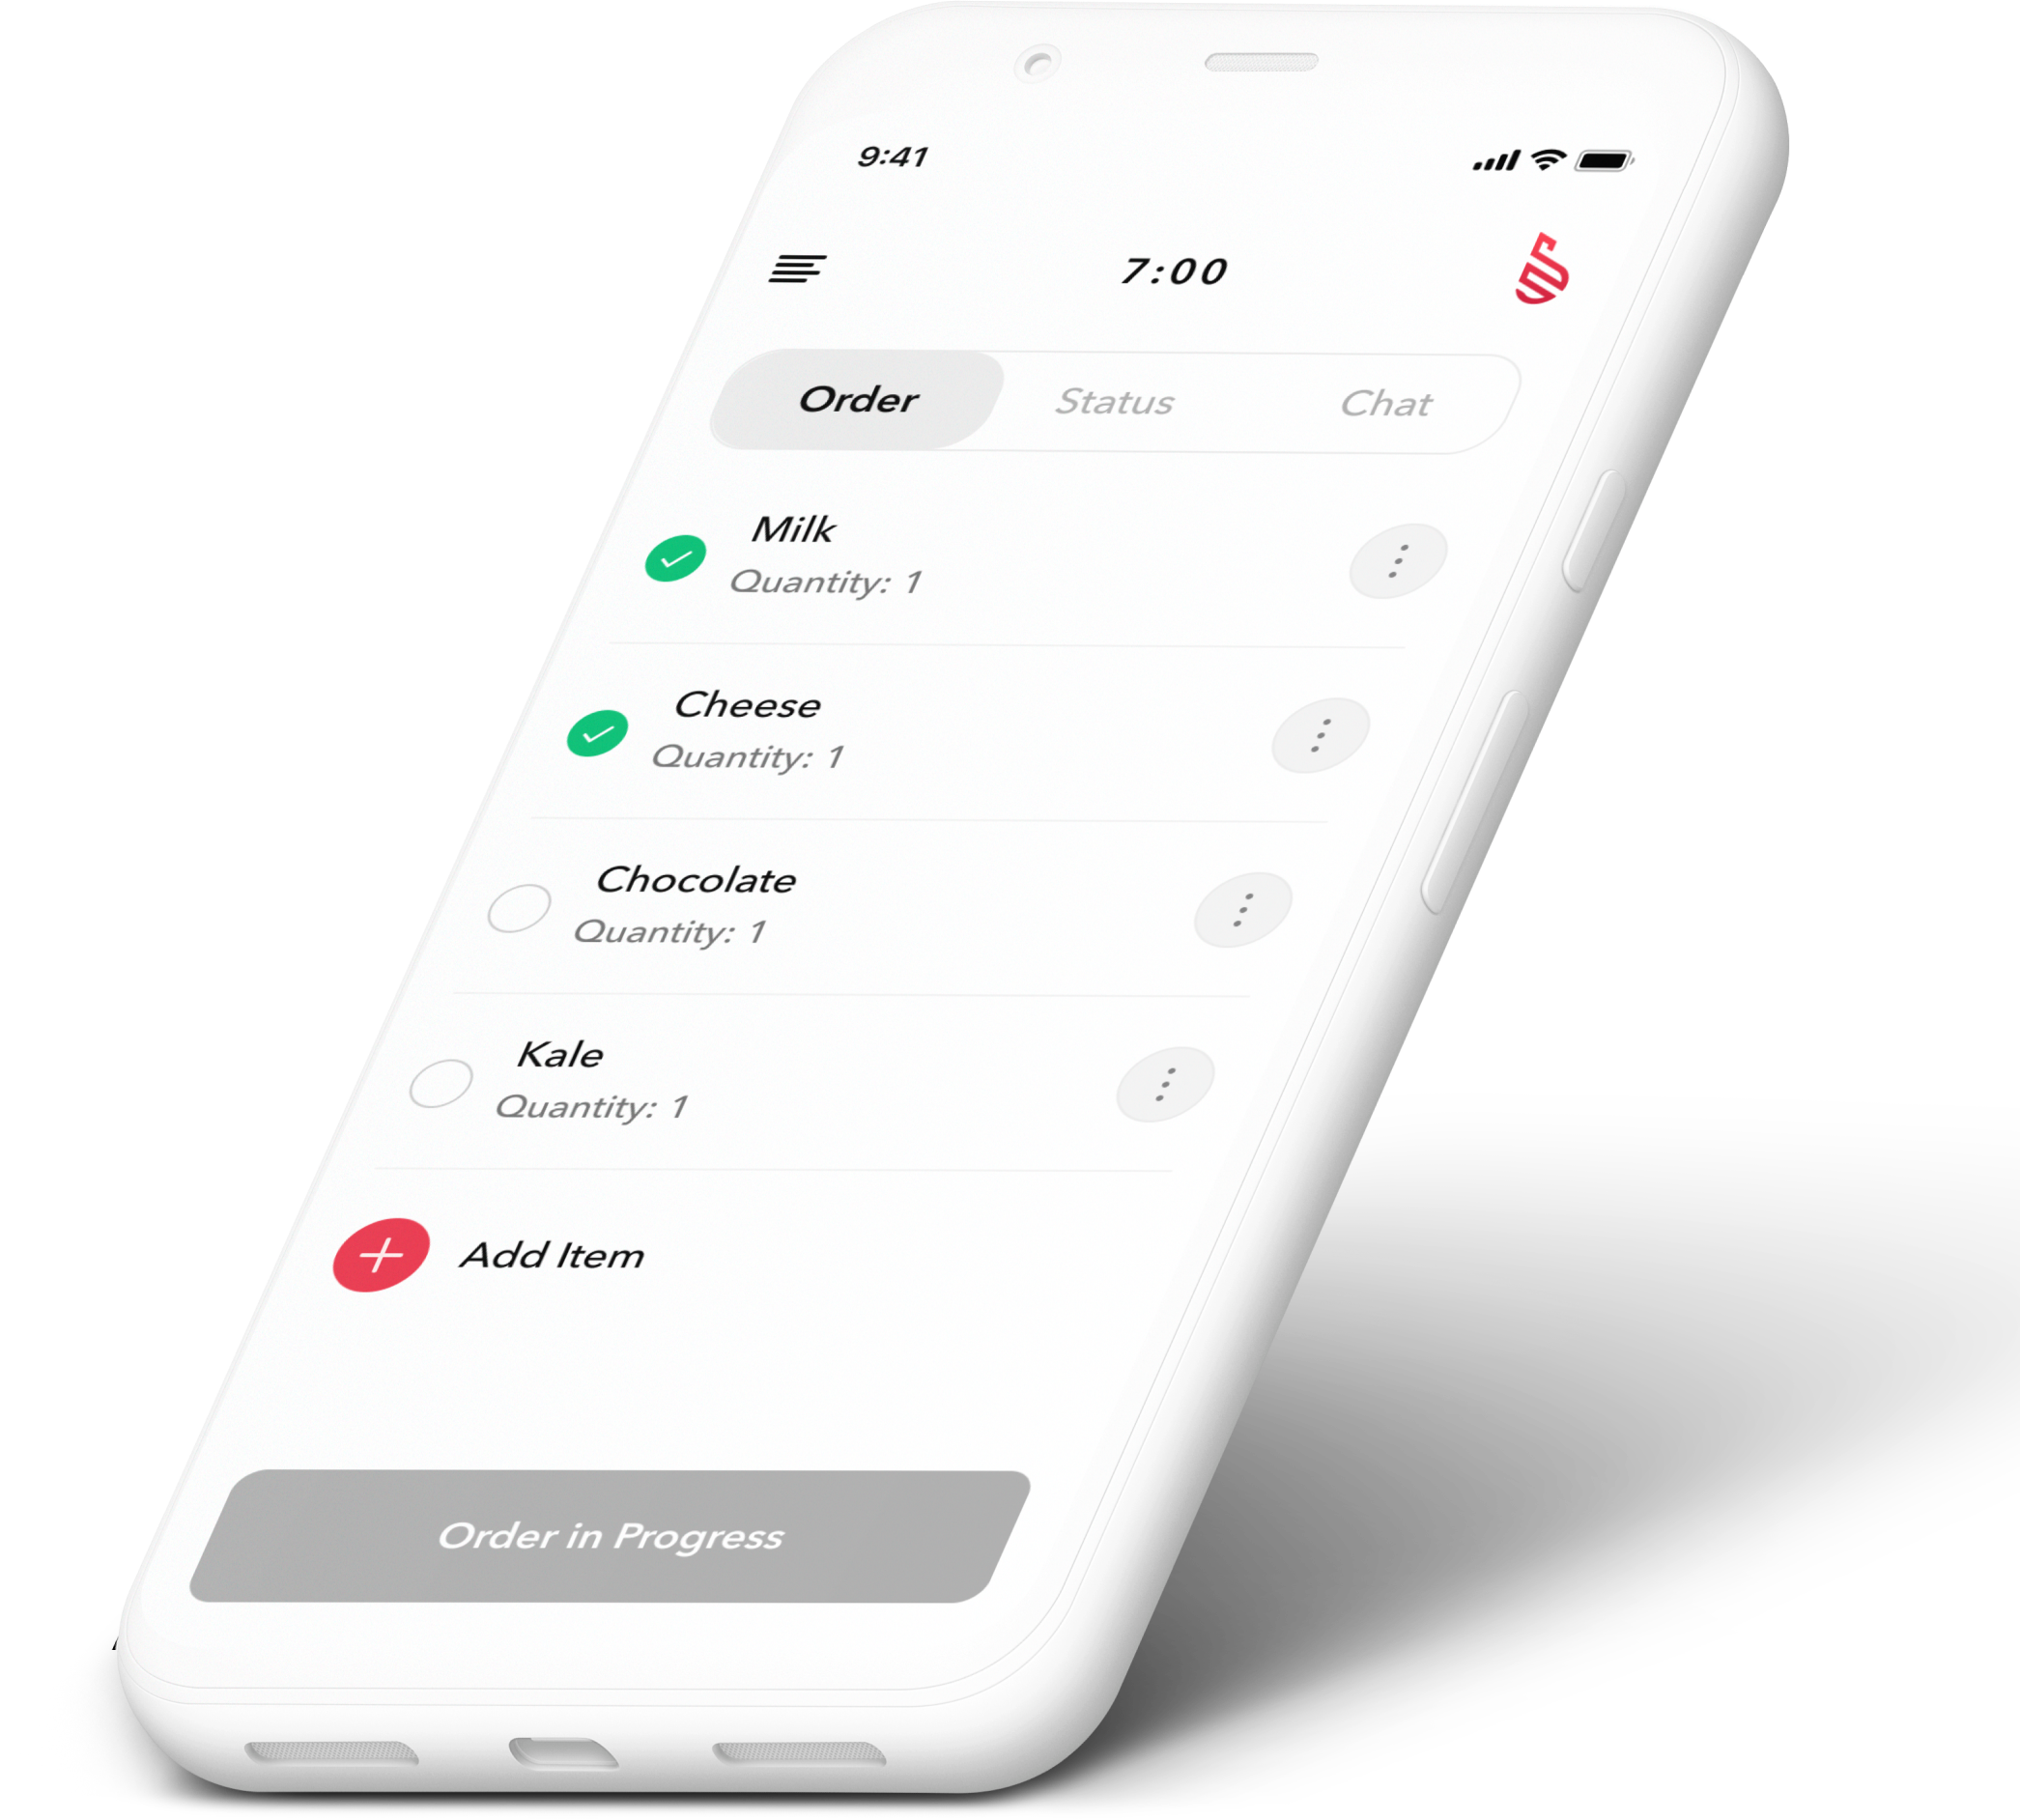 9:41
7:00
Order Status Chat
Milk
Quantity: 1
Cheese
Quantity: 1
Chocolate
Quantity: 1
Kale
Quantity: 1
Add Item
Order in Progress